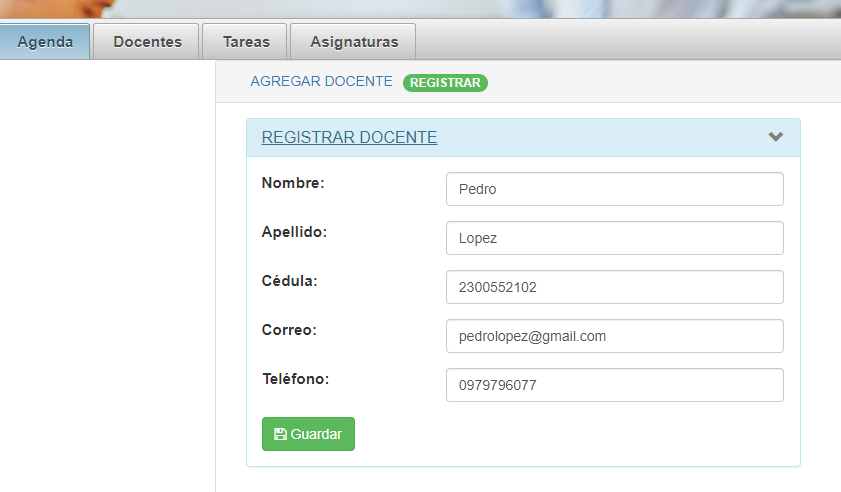 Agenda Docentes Tareas Asignaturas
AGREGAR DOCENTE REGISTRAR
REGISTRAR DOCENTE
Nombre: Pedro
Apellido: Lopez
Cédula: 2300552102
Correo: pedrolopez@gmail.com
Teléfono: 0979796077
Guardar